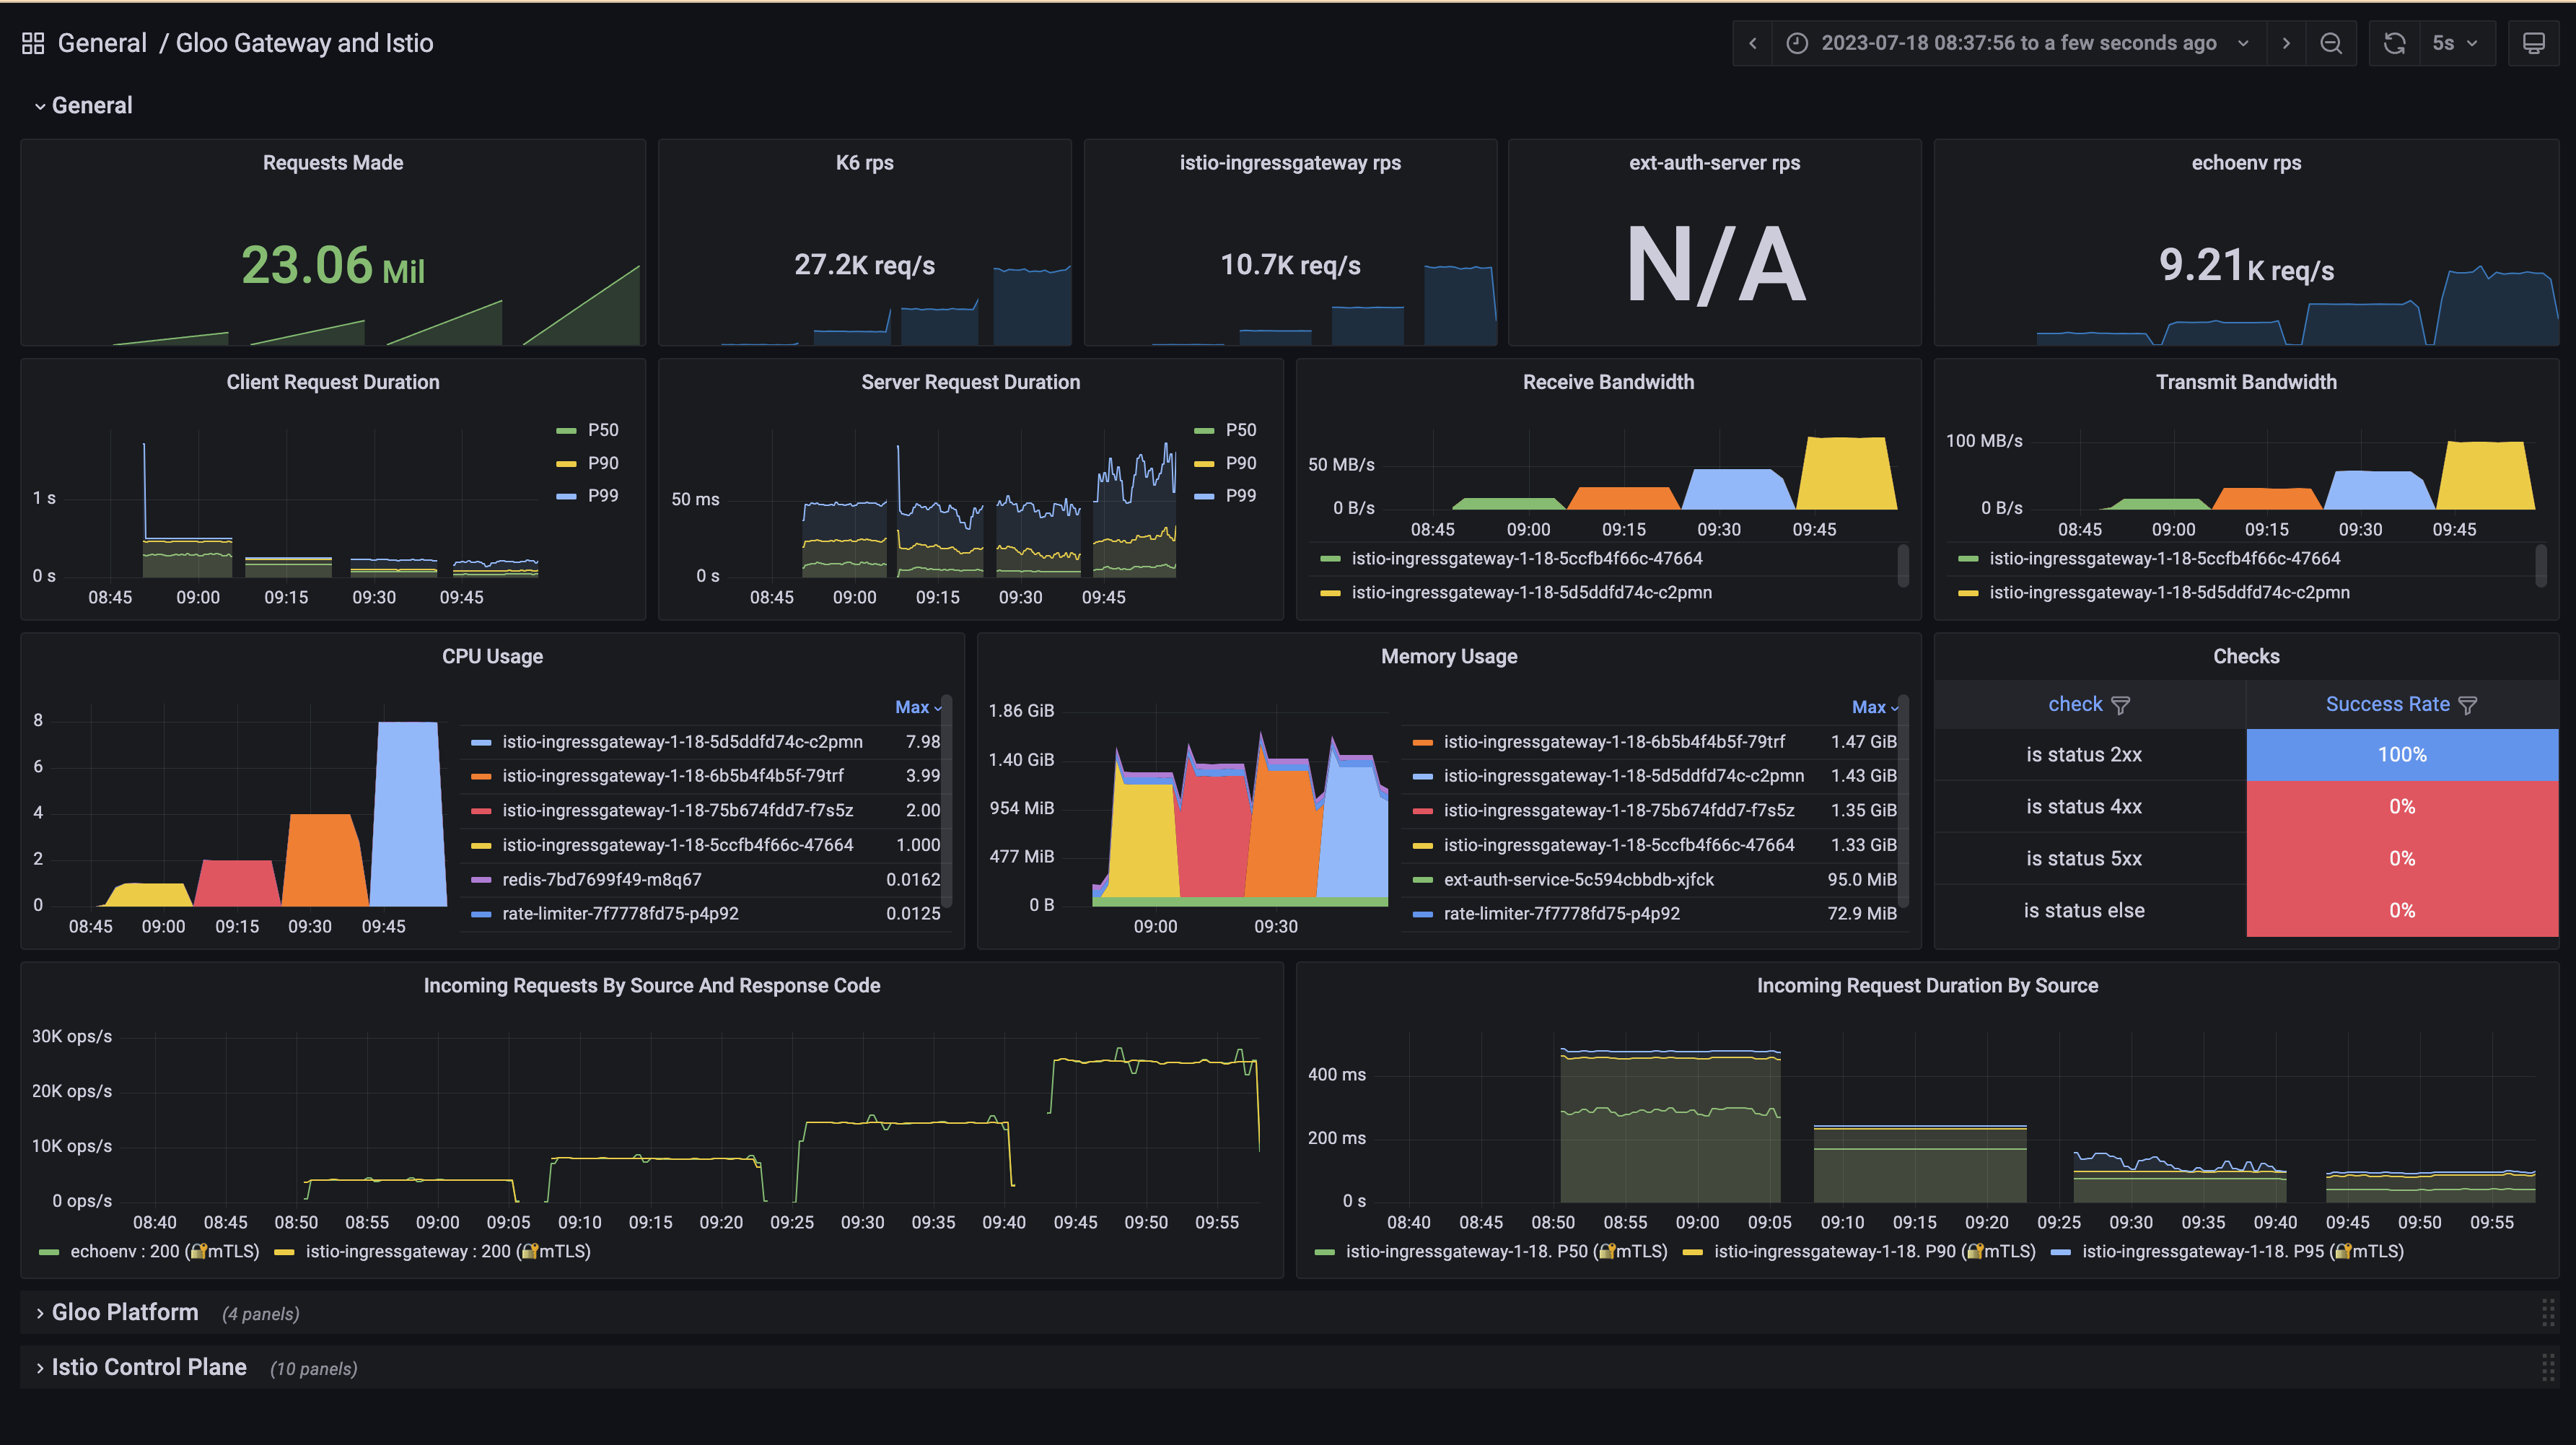 General / Gloo Gateway and Istio
2023-07-18 08:37:56 to a few seconds ago
5s
General
Requests Made
23.06 Mil
K6 rps
27.2K req/s
istio-ingressgateway rps
10.7K req/s
ext-auth-server rps
N/A
echoenv rps
9.21K req/s
Client Request Duration
1 s
0 s
08:45 09:00 09:15 09:30 09:45
P50
P90
P99
Server Request Duration
50 ms
0 s
08:45 09:00 09:15 09:30 09:45
P50
P90
P99
Receive Bandwidth
50 MB/s
0 B/s
08:45 09:00 09:15 09:30 09:45
istio-ingressgateway-1-18-5ccfb4f66c-47664
istio-ingressgateway-1-18-5d5ddfd74c-c2pmn
Transmit Bandwidth
100 MB/s
0 B/s
08:45 09:00 09:15 09:30 09:45
istio-ingressgateway-1-18-5ccfb4f66c-47664
istio-ingressgateway-1-18-5d5ddfd74c-c2pmn
CPU Usage
8
6
4
2
0
08:45 09:00 09:15 09:30 09:45
Max
istio-ingressgateway-1-18-5d5ddfd74c-c2pmn 7.98
istio-ingressgateway-1-18-6b5b4f4b5f-79trf 3.99
istio-ingressgateway-1-18-75b674fdd7-f7s5z 2.00
istio-ingressgateway-1-18-5ccfb4f66c-47664 1.000
redis-7bd7699f49-m8q67 0.0162
rate-limiter-7f7778fd75-p4p92 0.0125
Memory Usage
1.86 GiB
1.40 GiB
954 MiB
477 MiB
0 B
09:00 09:30
Max
istio-ingressgateway-1-18-6b5b4f4b5f-79trf 1.47 GiB
istio-ingressgateway-1-18-5d5ddfd74c-c2pmn 1.43 GiB
istio-ingressgateway-1-18-75b674fdd7-f7s5z 1.35 GiB
istio-ingressgateway-1-18-5ccfb4f66c-47664 1.33 GiB
ext-auth-service-5c594cbbdb-xjfck 95.0 MiB
rate-limiter-7f7778fd75-p4p92 72.9 MiB
Checks
check Success Rate
is status 2xx 100%
is status 4xx 0%
is status 5xx 0%
is status else 0%
Incoming Requests By Source And Response Code
30K ops/s
20K ops/s
10K ops/s
0 ops/s
08:40 08:45 08:50 08:55 09:00 09:05 09:10 09:15 09:20 09:25 09:30 09:35 09:40 09:45 09:50 09:55
echoenv : 200 (🔐mTLS) istio-ingressgateway : 200 (🔐mTLS)
Incoming Request Duration By Source
400 ms
200 ms
0 s
08:40 08:45 08:50 08:55 09:00 09:05 09:10 09:15 09:20 09:25 09:30 09:35 09:40 09:45 09:50 09:55
istio-ingressgateway-1-18. P50 (🔐mTLS) istio-ingressgateway-1-18. P90 (🔐mTLS) istio-ingressgateway-1-18. P95 (🔐mTLS)
Gloo Platform (4 panels)
Istio Control Plane (10 panels)